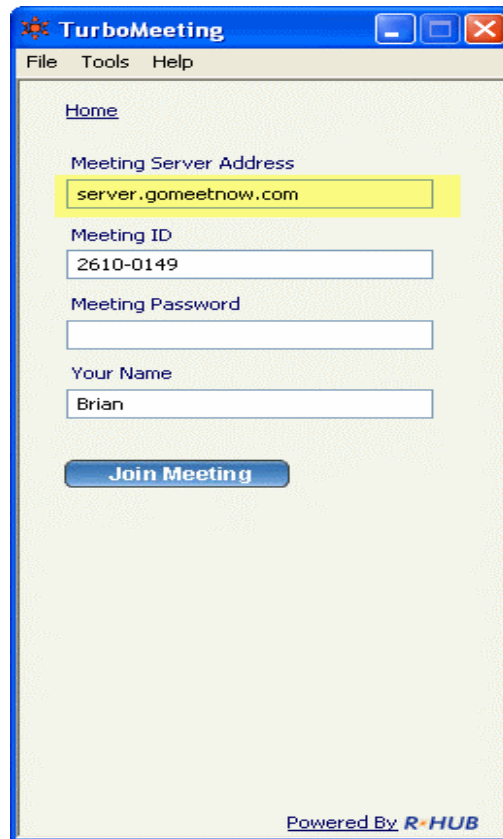 TurboMeeting
File Tools Help
Home
Meeting Server Address
server.gomeetnow.com
Meeting ID
2610-0149
Meeting Password
Your Name
Brian
Join Meeting
Powered By R-HUB